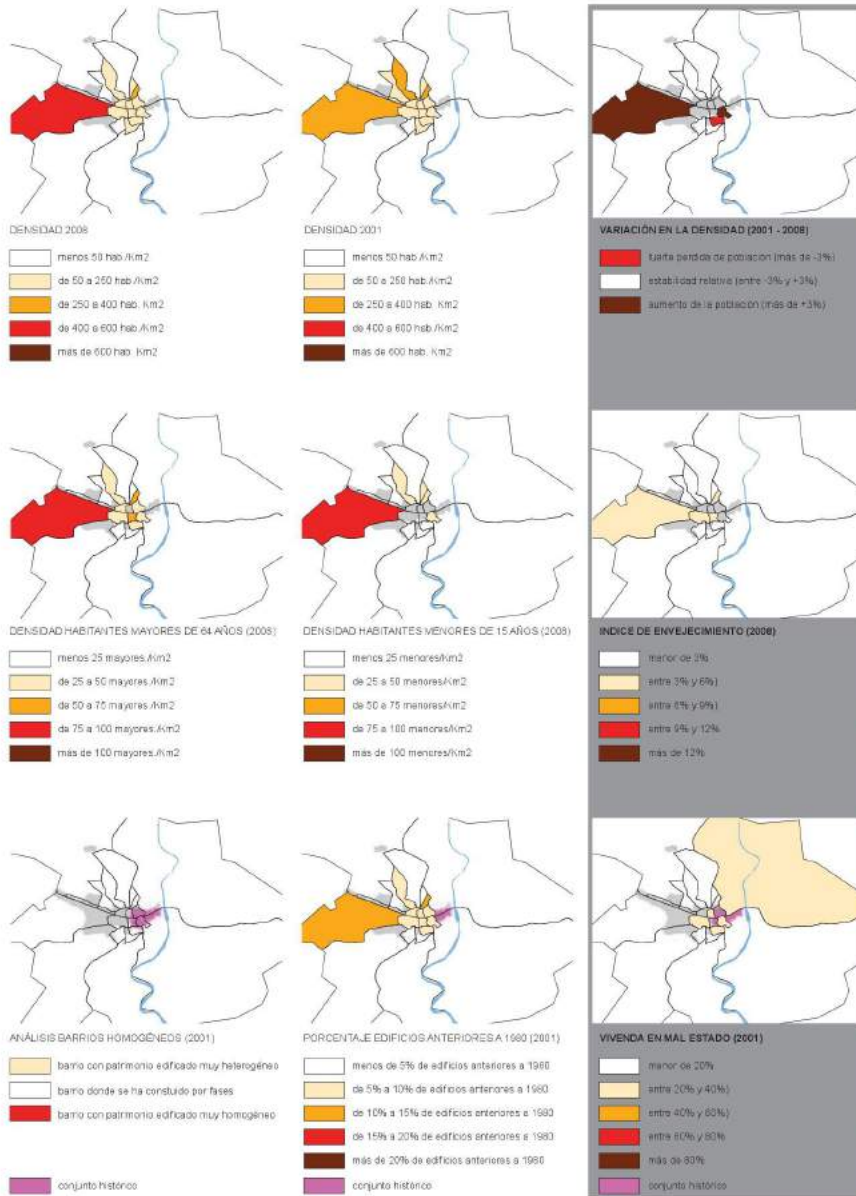 DENSIDAD 2008
menos 50 hab./Km2
de 50 a 250 hab./Km2
de 250 a 400 hab. Km2
de 400 a 600 hab./Km2
más de 600 hab. Km2
DENSIDAD 2001
menos 50 hab./Km2
de 50 a 250 hab./Km2
de 250 a 400 hab. Km2
de 400 a 600 hab./Km2
más de 600 hab. Km2
VARIACIÓN EN LA DENSIDAD (2001 - 2008)
fuerte perdida de población (más de -3%)
estabilidad relativa (entre -3% y +3%)
aumento de la población (más de +3%)
DENSIDAD HABITANTES MAYORES DE 64 AÑOS (2008)
menos 25 mayores./Km2
de 25 a 50 mayores./Km2
de 50 a 75 mayores./Km2
de 75 a 100 mayores./Km2
más de 100 mayores./Km2
DENSIDAD HABITANTES MENORES DE 15 AÑOS (2008)
menos 25 menores/Km2
de 25 a 50 menores/Km2
de 50 a 75 menores/Km2
de 75 a 100 menores/Km2
más de 100 menores/Km2
INDICE DE ENVEJECIMIENTO (2008)
menor de 3%
entre 3% y 6%)
entre 6% y 9%)
entre 9% y 12%
más de 12%
ANÁLISIS BARRIOS HOMOGÉNEOS (2001)
barrio con patrimonio edificado muy heterogéneo
barrio donde se ha constuido por fases
barrio con patrimonio edificado muy homogéneo
conjunto histórico
PORCENTAJE EDIFICIOS ANTERIORES A 1980 (2001)
menos de 5% de edificios anteriores a 1980
de 5% a 10% de edificios anteriores a 1980
de 10% a 15% de edificios anteriores a 1980
de 15% a 20% de edificios anteriores a 1980
más de 20% de edificios anteriores a 1980
conjunto histórico
VIVENDA EN MAL ESTADO (2001)
menor de 20%
entre 20% y 40%)
entre 40% y 60%)
entre 60% y 80%
más de 80%
conjunto histórico